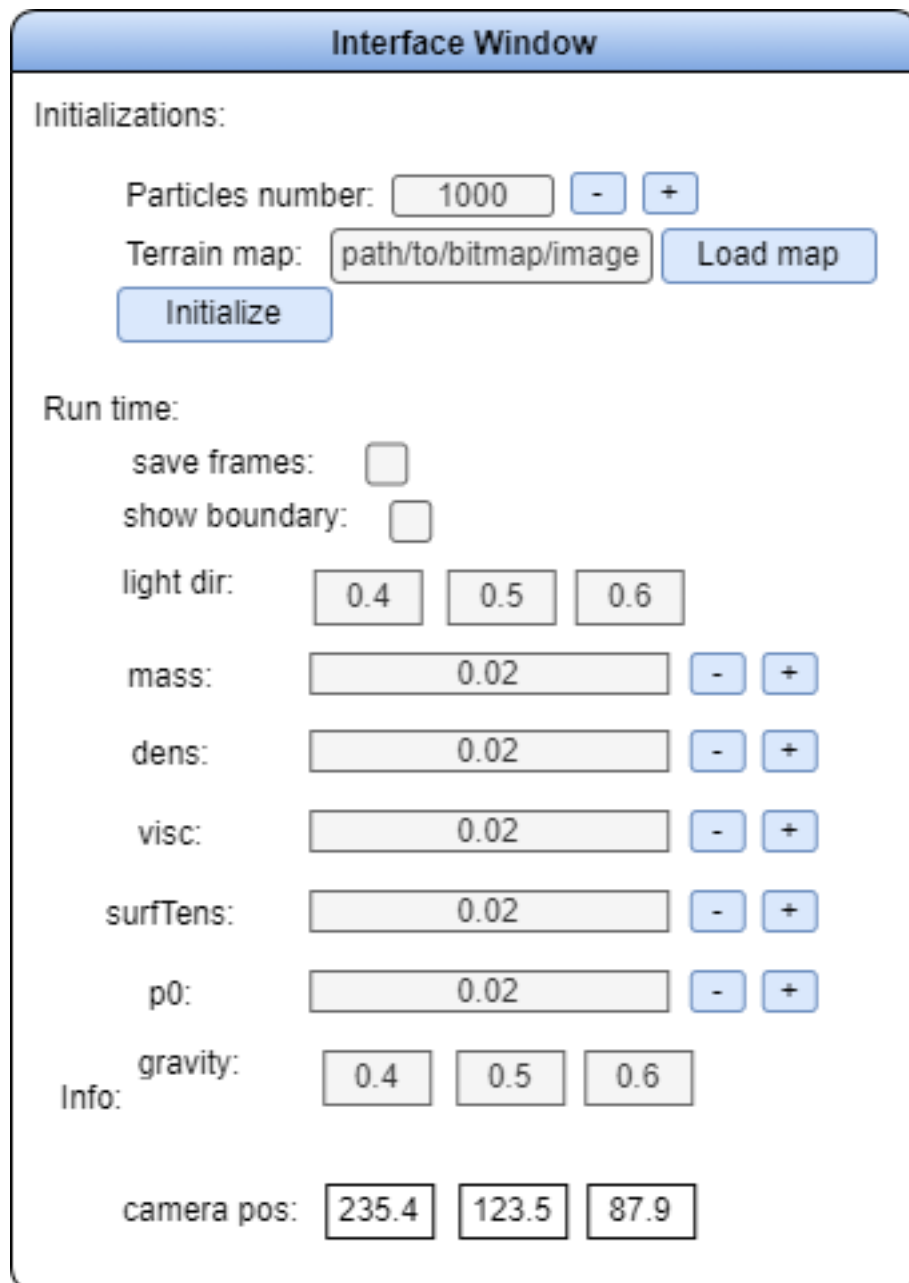 Interface Window
Initializations:
Particles number: 1000 - +
Terrain map: path/to/bitmap/image Load map
Initialize
Run time:
save frames:
show boundary:
light dir: 0.4 0.5 0.6
mass: 0.02 - +
dens: 0.02 - +
visc: 0.02 - +
surfTens: 0.02 - +
p0: 0.02 - +
gravity: 0.4 0.5 0.6
Info:
camera pos: 235.4 123.5 87.9